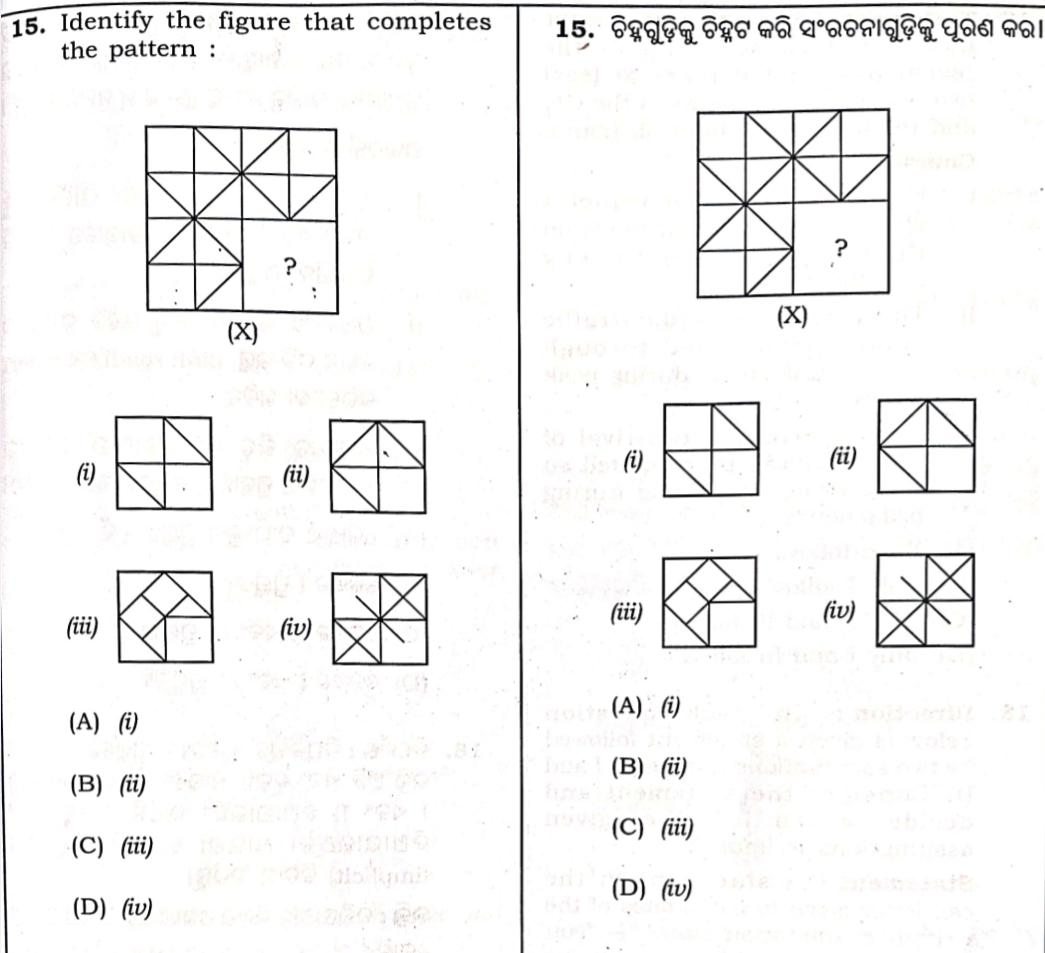 15. Identify the figure that completes
the pattern :
?
(X)
(i)
(ii)
(iii)
(iv)
(A) (i)
(B) (ii)
(C) (iii)
(D) (iv)
15. ଚିହ୍ନଗୁଡ଼ିକୁ ଚିହ୍ନଟ କରି ସଂରଚନାଗୁଡ଼ିକୁ ପୂରଣ କର।
?
(X)
(i)
(ii)
(iii)
(iv)
(A) (i)
(B) (ii)
(C) (iii)
(D) (iv)